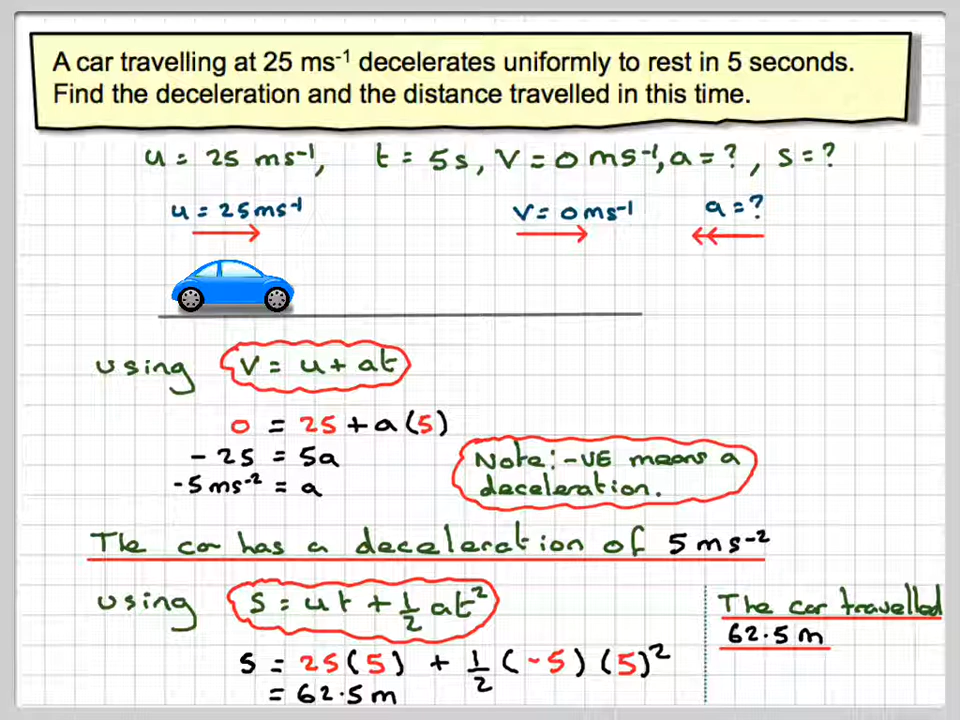 A car travelling at 25 ms⁻¹ decelerates uniformly to rest in 5 seconds.
Find the deceleration and the distance travelled in this time.
u = 25 ms⁻¹, t = 5s, v = 0 ms⁻¹, a = ?, s = ?
u = 25ms⁻¹ v = 0ms⁻¹ a = ?
using v = u + at
0 = 25 + a(5)
-25 = 5a
-5ms⁻² = a
Note:- -VE means a
deceleration.
The car has a deceleration of 5ms⁻²
using s = ut + ½at²
s = 25(5) + ½(-5)(5)²
= 62.5m
The car travelled
62.5m